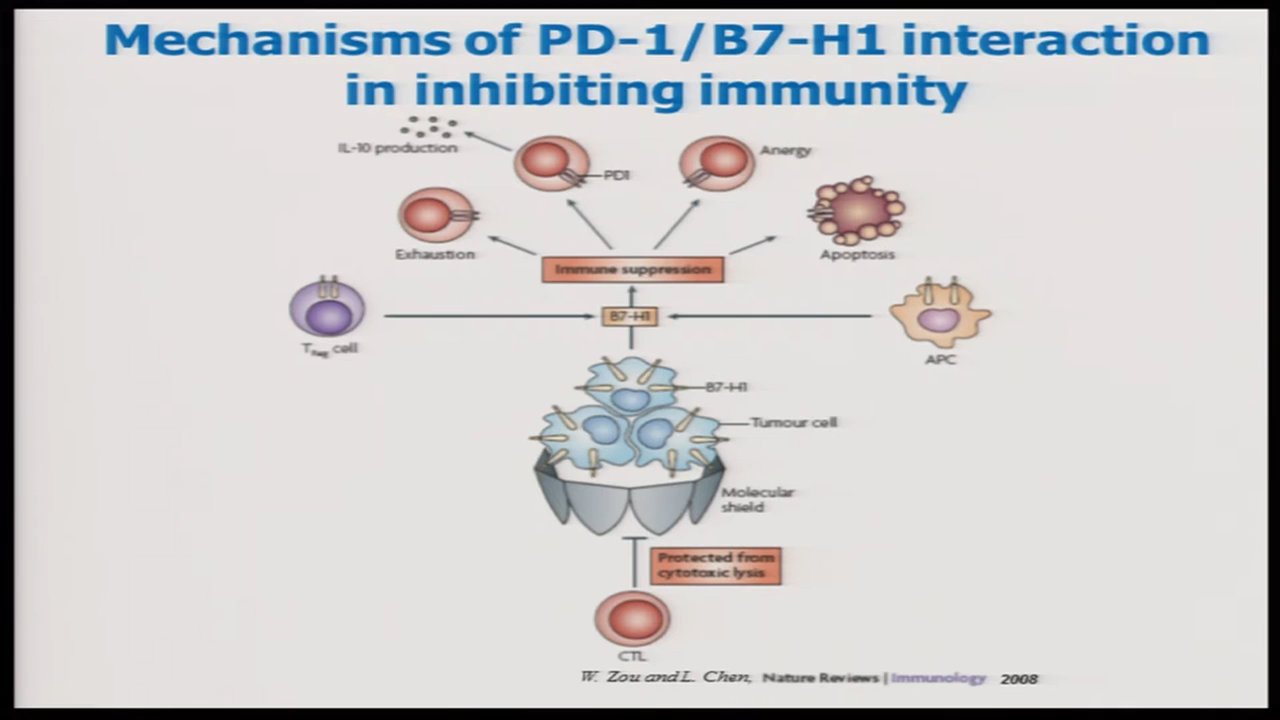 Mechanisms of PD-1/B7-H1 interaction
in inhibiting immunity
IL-10 production
PD1
Anergy
Exhaustion
Apoptosis
Immune suppression
B7-H1
TReg cell
APC
B7-H1
Tumour cell
Molecular
shield
Protected from
cytotoxic lysis
CTL
W. Zou and L. Chen, Nature Reviews | Immunology 2008